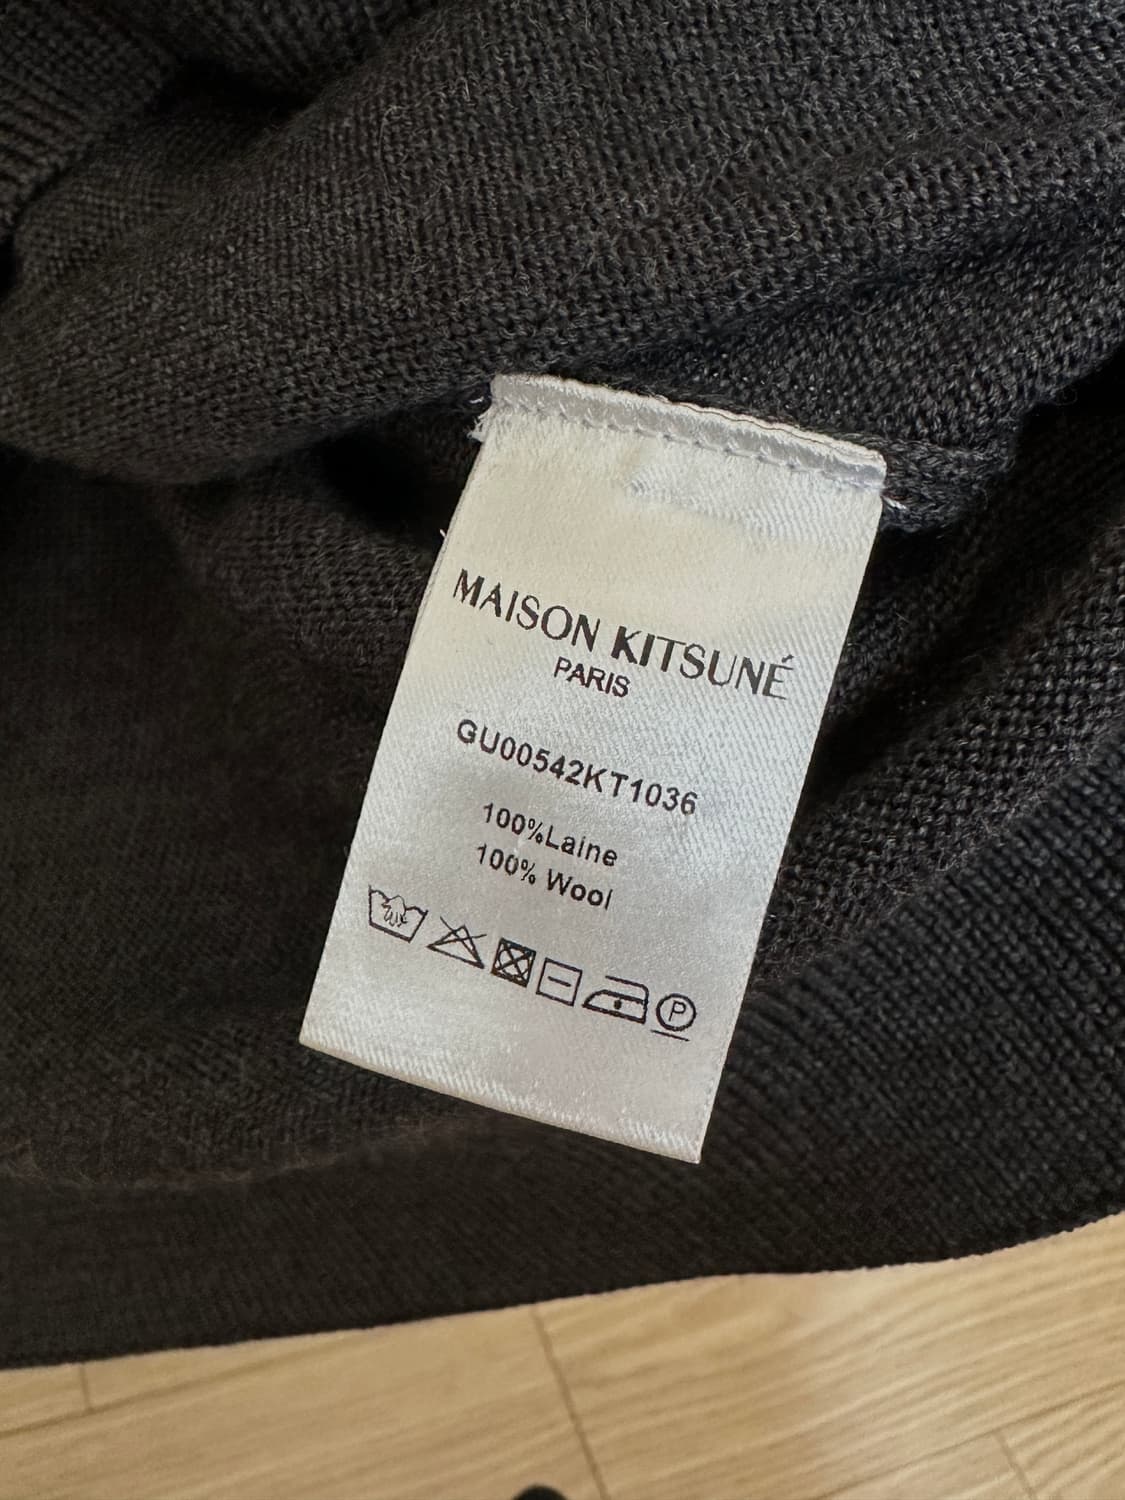 MAISON KITSUNÉ
PARIS
GU00542KT1036
100%Laine
100% Wool
P